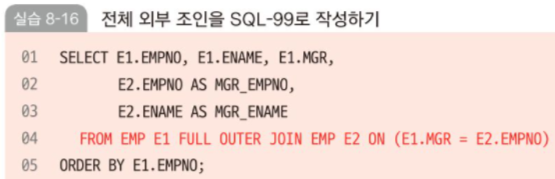 실습 8-16 전체 외부 조인을 SQL-99로 작성하기
01 SELECT E1.EMPNO, E1.ENAME, E1.MGR,
02 E2.EMPNO AS MGR_EMPNO,
03 E2.ENAME AS MGR_ENAME
04 FROM EMP E1 FULL OUTER JOIN EMP E2 ON (E1.MGR = E2.EMPNO)
05 ORDER BY E1.EMPNO;